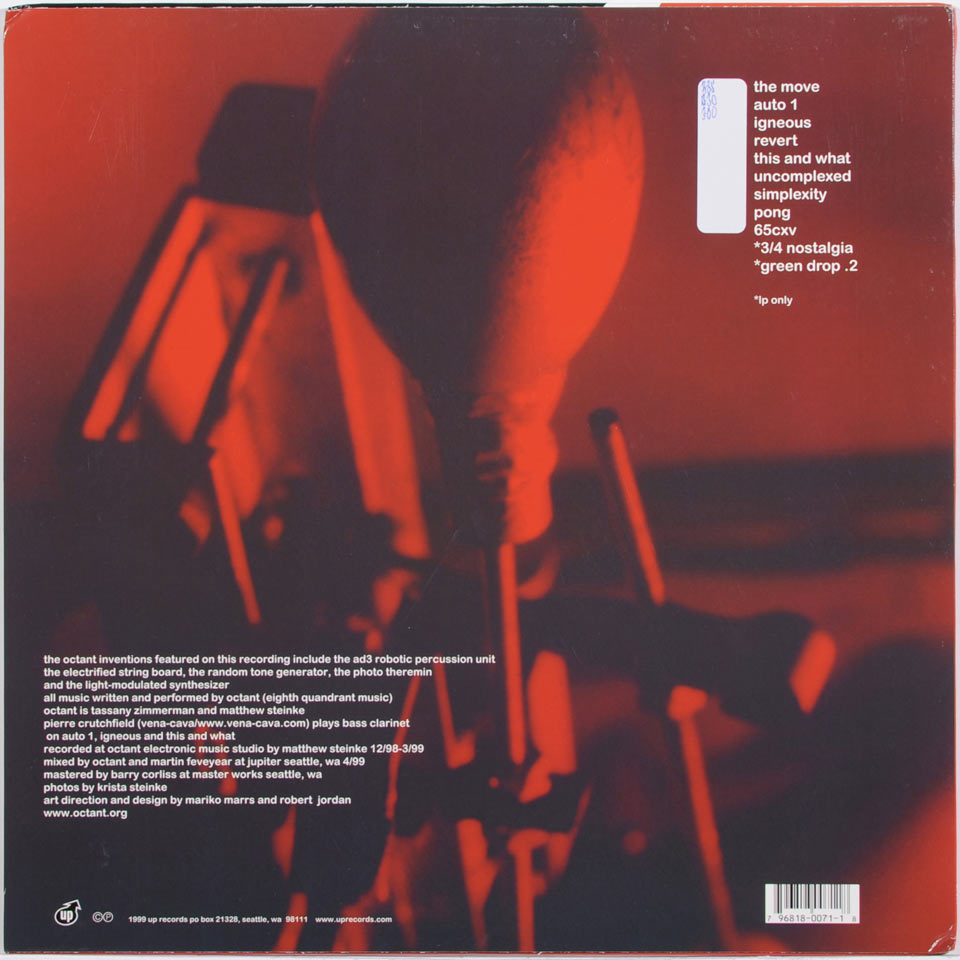 the move
auto 1
igneous
revert
this and what
uncomplexed
simplexity
pong
65cxv
*3/4 nostalgia
*green drop .2
*lp only
the octant inventions featured on this recording include the ad3 robotic percussion unit
the electrified string board, the random tone generator, the photo theremin
and the light-modulated synthesizer
all music written and performed by octant (eighth quadrant music)
octant is tassany zimmerman and matthew steinke
pierre crutchfield (vena-cava/www.vena-cava.com) plays bass clarinet
on auto 1, igneous and this and what
recorded at octant electronic music studio by matthew steinke 12/98-3/99
mixed by octant and martin feveyear at jupiter seattle, wa 4/99
mastered by barry corliss at master works seattle, wa
photos by krista steinke
art direction and design by mariko marrs and robert jordan
www.octant.org
up
©℗ 1999 up records po box 21328, seattle, wa 98111 www.uprecords.com
7 96818-0071-1 8